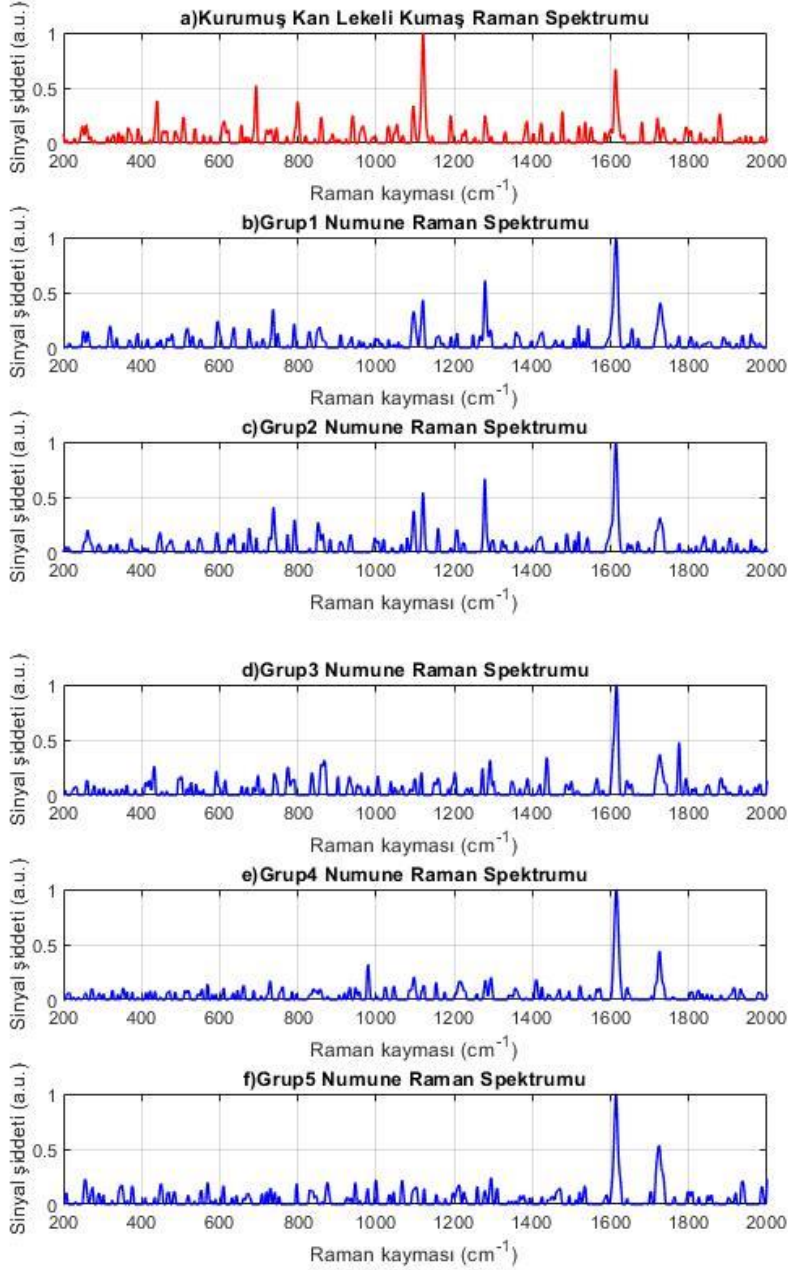 a)Kurumuş Kan Lekeli Kumaş Raman Spektrumu
Sinyal şiddeti (a.u.)
1
0.5
0
200 400 600 800 1000 1200 1400 1600 1800 2000
Raman kayması (cm-1)
b)Grup1 Numune Raman Spektrumu
Sinyal şiddeti (a.u.)
1
0.5
0
200 400 600 800 1000 1200 1400 1600 1800 2000
Raman kayması (cm-1)
c)Grup2 Numune Raman Spektrumu
Sinyal şiddeti (a.u.)
1
0.5
0
200 400 600 800 1000 1200 1400 1600 1800 2000
Raman kayması (cm-1)
d)Grup3 Numune Raman Spektrumu
Sinyal şiddeti (a.u.)
1
0.5
0
200 400 600 800 1000 1200 1400 1600 1800 2000
Raman kayması (cm-1)
e)Grup4 Numune Raman Spektrumu
Sinyal şiddeti (a.u.)
1
0.5
0
200 400 600 800 1000 1200 1400 1600 1800 2000
Raman kayması (cm-1)
f)Grup5 Numune Raman Spektrumu
Sinyal şiddeti (a.u.)
1
0.5
0
200 400 600 800 1000 1200 1400 1600 1800 2000
Raman kayması (cm-1)